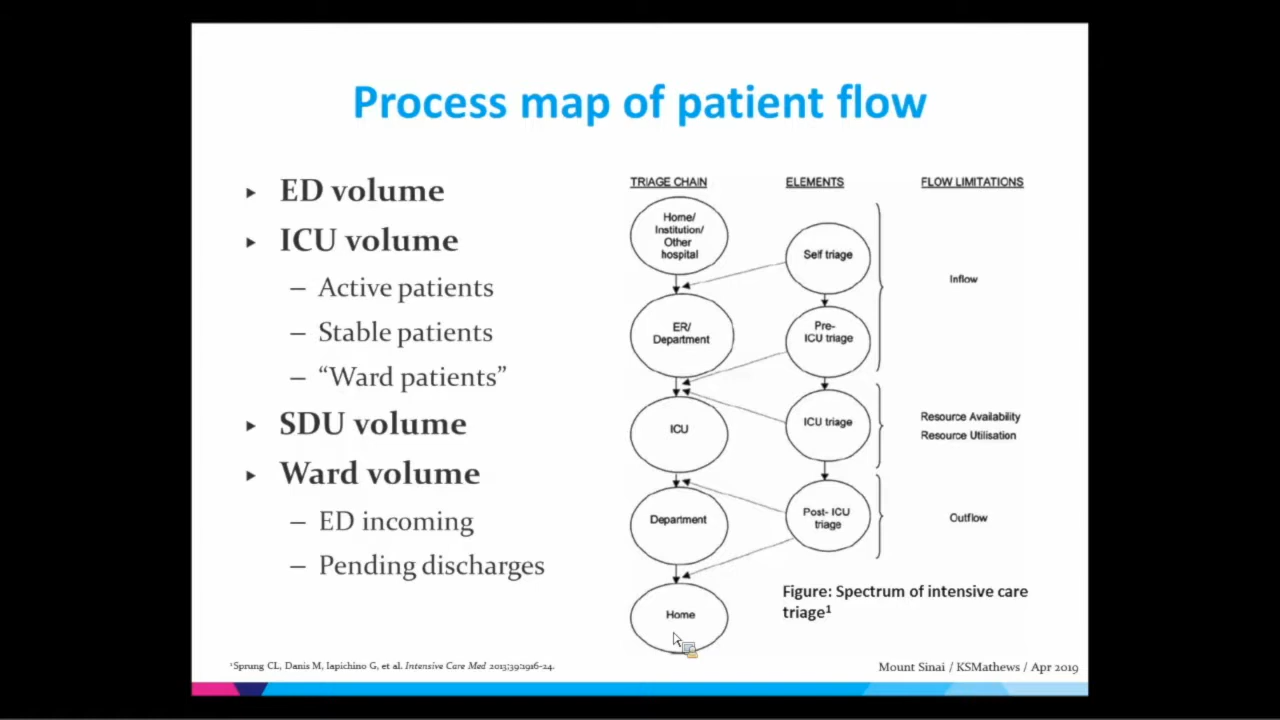 Process map of patient flow
ED volume
ICU volume
– Active patients
– Stable patients
– “Ward patients”
SDU volume
Ward volume
– ED incoming
– Pending discharges
TRIAGE CHAIN
Home/
Institution/
Other
hospital
ER/
Department
ICU
Department
Home
ELEMENTS
Self triage
Pre-
ICU triage
ICU triage
Post- ICU
triage
FLOW LIMITATIONS
Inflow
Resource Availability
Resource Utilisation
Outflow
Figure: Spectrum of intensive care
triage¹
¹Sprung CL, Danis M, Iapichino G, et al. Intensive Care Med 2013;39:1916-24.
Mount Sinai / KSMathews / Apr 2019